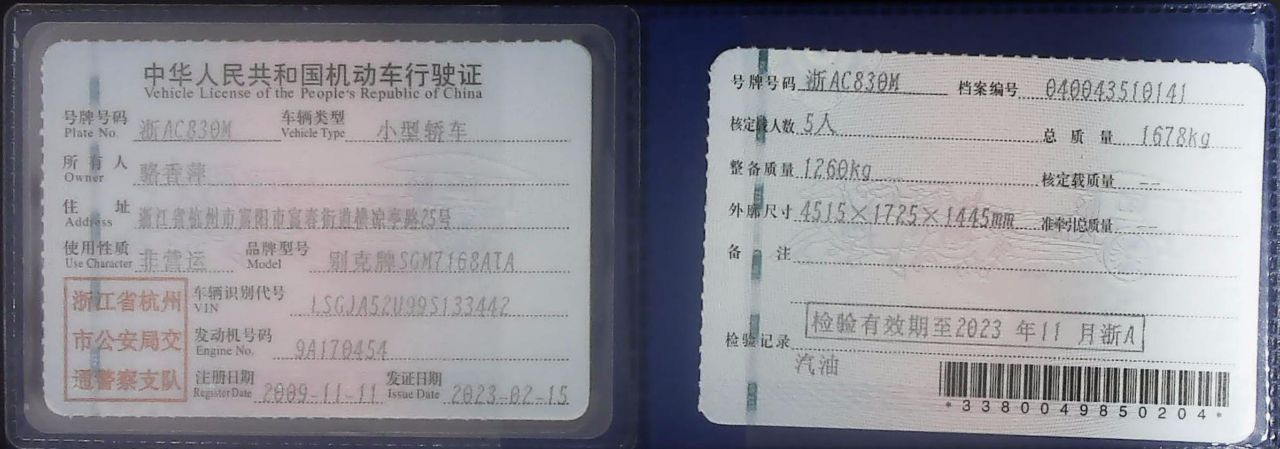 中华人民共和国机动车行驶证
Vehicle License of the People's Republic of China
号牌号码 浙AC830M 车辆类型 小型轿车
Plate No. Vehicle Type
所有人 骆香萍
Owner
住址 浙江省杭州市富阳市富春街道横凉亭路25号
Address
使用性质 非营运 品牌型号 别克牌SGM7168ATA
Use Character Model
浙江省杭州
市公安局交
通警察支队
车辆识别代号 LSGJA52U99S133442
VIN
发动机号码 9A170454
Engine No.
注册日期 2009-11-11 发证日期 2023-02-15
Register Date Issue Date
号牌号码 浙AC830M 档案编号 040043510141
核定载人数 5人 总质量 1678kg
整备质量 1260kg 核定载质量 --
外廓尺寸 4515×1725×1445mm 准牵引总质量 --
备注
检验记录 检验有效期至2023年11月浙A
汽油
*3380049850204*